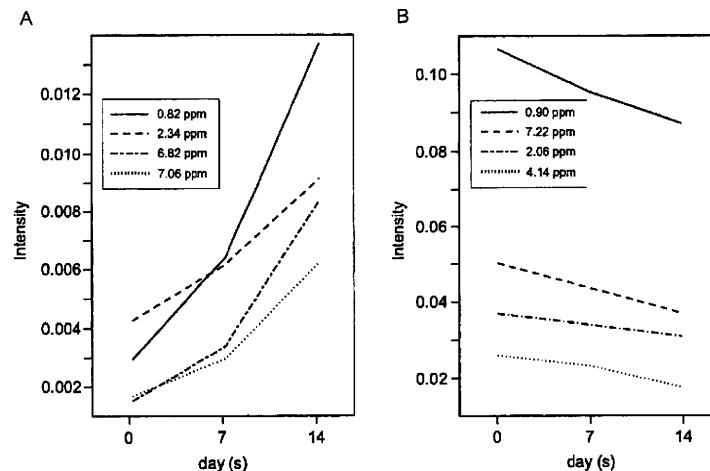 A
0.012
0.010
0.008
0.006
0.004
0.002
Intensity
0.82 ppm
2.34 ppm
6.82 ppm
7.06 ppm
0 7 14
day (s)
B
0.10
0.08
0.06
0.04
0.02
Intensity
0.90 ppm
7.22 ppm
2.06 ppm
4.14 ppm
0 7 14
day (s)